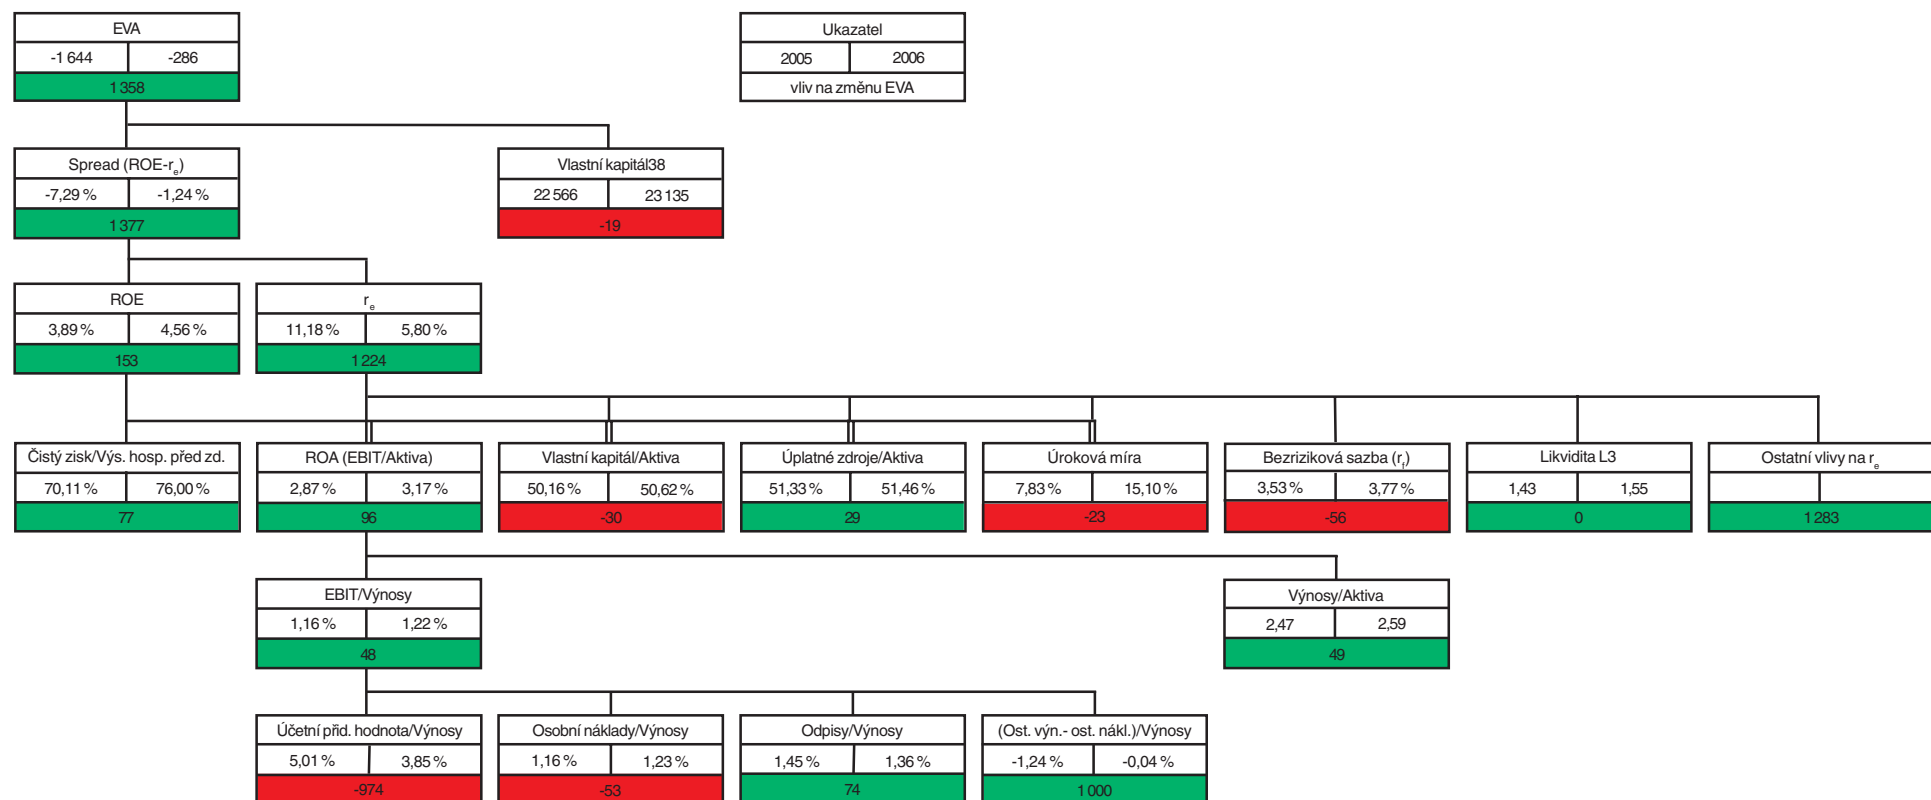 EVA
-1 644 -286
1 358
Ukazatel
2005 2006
vliv na změnu EVA
Spread (ROE-re)
-7,29 % -1,24 %
1 377
Vlastní kapitál38
22 566 23 135
-19
ROE
3,89 % 4,56 %
153
re
11,18 % 5,80 %
1 224
Čistý zisk/Výs. hosp. před zd.
70,11 % 76,00 %
77
ROA (EBIT/Aktiva)
2,87 % 3,17 %
96
Vlastní kapitál/Aktiva
50,16 % 50,62 %
-30
Úplatné zdroje/Aktiva
51,33 % 51,46 %
29
Úroková míra
7,83 % 15,10 %
-23
Bezriziková sazba (rf)
3,53 % 3,77 %
-56
Likvidita L3
1,43 1,55
0
Ostatní vlivy na re
1 283
EBIT/Výnosy
1,16 % 1,22 %
48
Výnosy/Aktiva
2,47 2,59
49
Účetní přid. hodnota/Výnosy
5,01 % 3,85 %
-974
Osobní náklady/Výnosy
1,16 % 1,23 %
-53
Odpisy/Výnosy
1,45 % 1,36 %
74
(Ost. výn.- ost. nákl.)/Výnosy
-1,24 % -0,04 %
1 000